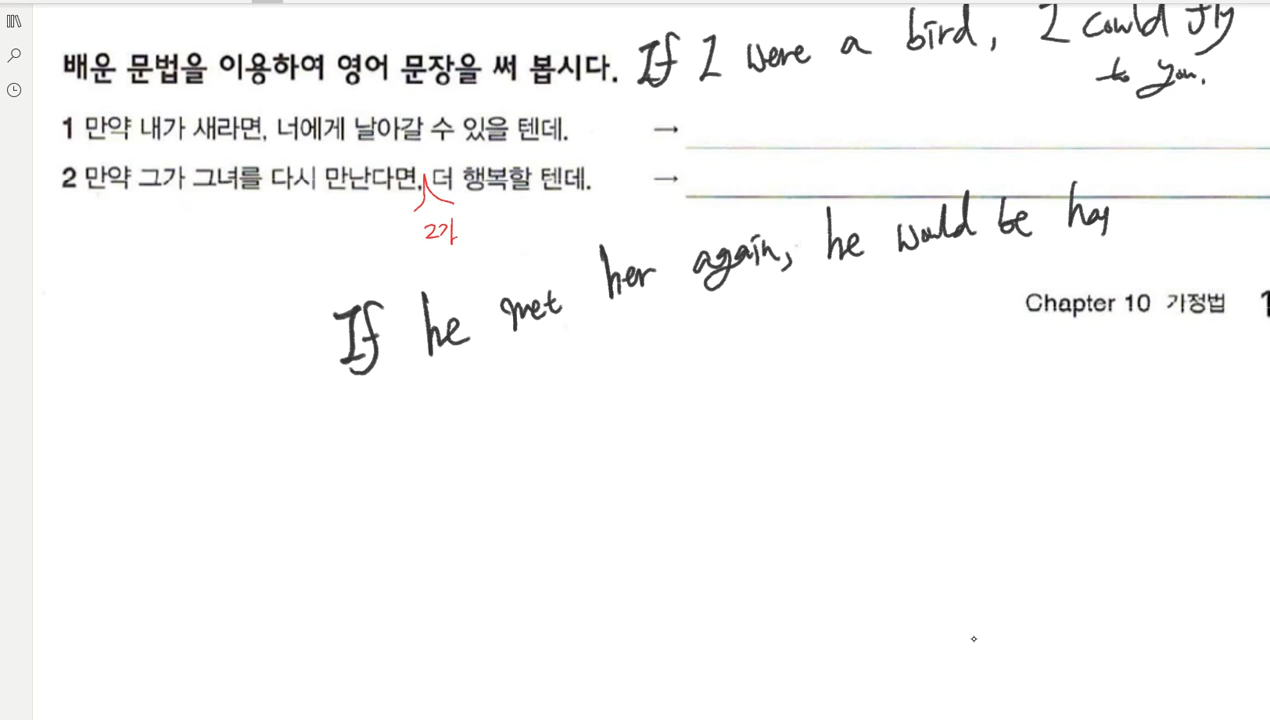 If I were a bird, I could fly
to you.
배운 문법을 이용하여 영어 문장을 써 봅시다.
1 만약 내가 새라면, 너에게 날아갈 수 있을 텐데. →
2 만약 그가 그녀를 다시 만난다면, 더 행복할 텐데. →
그가
If he met her again, he would be hap
Chapter 10 가정법 1